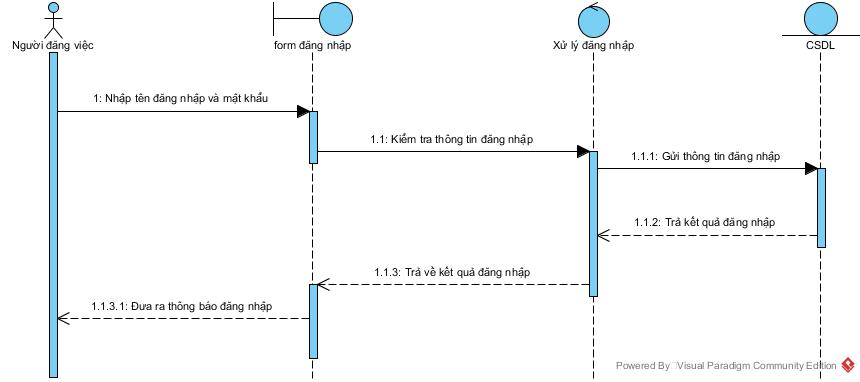 Người đăng việc
form đăng nhập
Xử lý đăng nhập
CSDL
1: Nhập tên đăng nhập và mật khẩu
1.1: Kiểm tra thông tin đăng nhập
1.1.1: Gửi thông tin đăng nhập
1.1.2: Trả kết quả đăng nhập
1.1.3: Trả về kết quả đăng nhập
1.1.3.1: Đưa ra thông báo đăng nhập
Powered By Visual Paradigm Community Edition